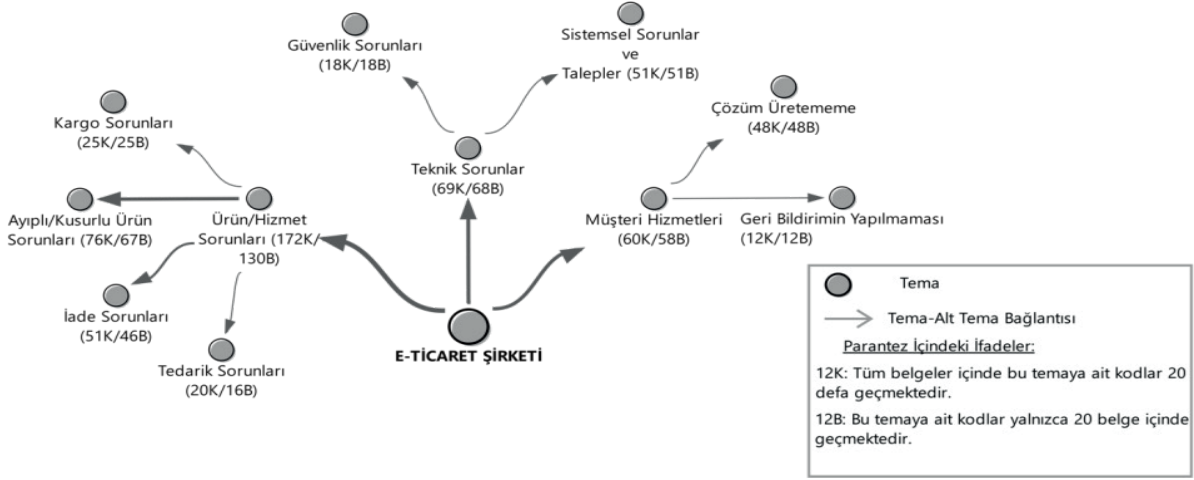 Güvenlik Sorunları
(18K/18B)
Sistemsel Sorunlar
ve
Talepler (51K/51B)
Kargo Sorunları
(25K/25B)
Teknik Sorunlar
(69K/68B)
Çözüm Üretememe
(48K/48B)
Ayıplı/Kusurlu Ürün
Sorunları (76K/67B)
Ürün/Hizmet
Sorunları (172K/
130B)
Müşteri Hizmetleri
(60K/58B)
Geri Bildirimin Yapılmaması
(12K/12B)
İade Sorunları
(51K/46B)
Tedarik Sorunları
(20K/16B)
E-TİCARET ŞİRKETİ
Tema
Tema-Alt Tema Bağlantısı
Parantez İçindeki İfadeler:
12K: Tüm belgeler içinde bu temaya ait kodlar 20
defa geçmektedir.
12B: Bu temaya ait kodlar yalnızca 20 belge içinde
geçmektedir.